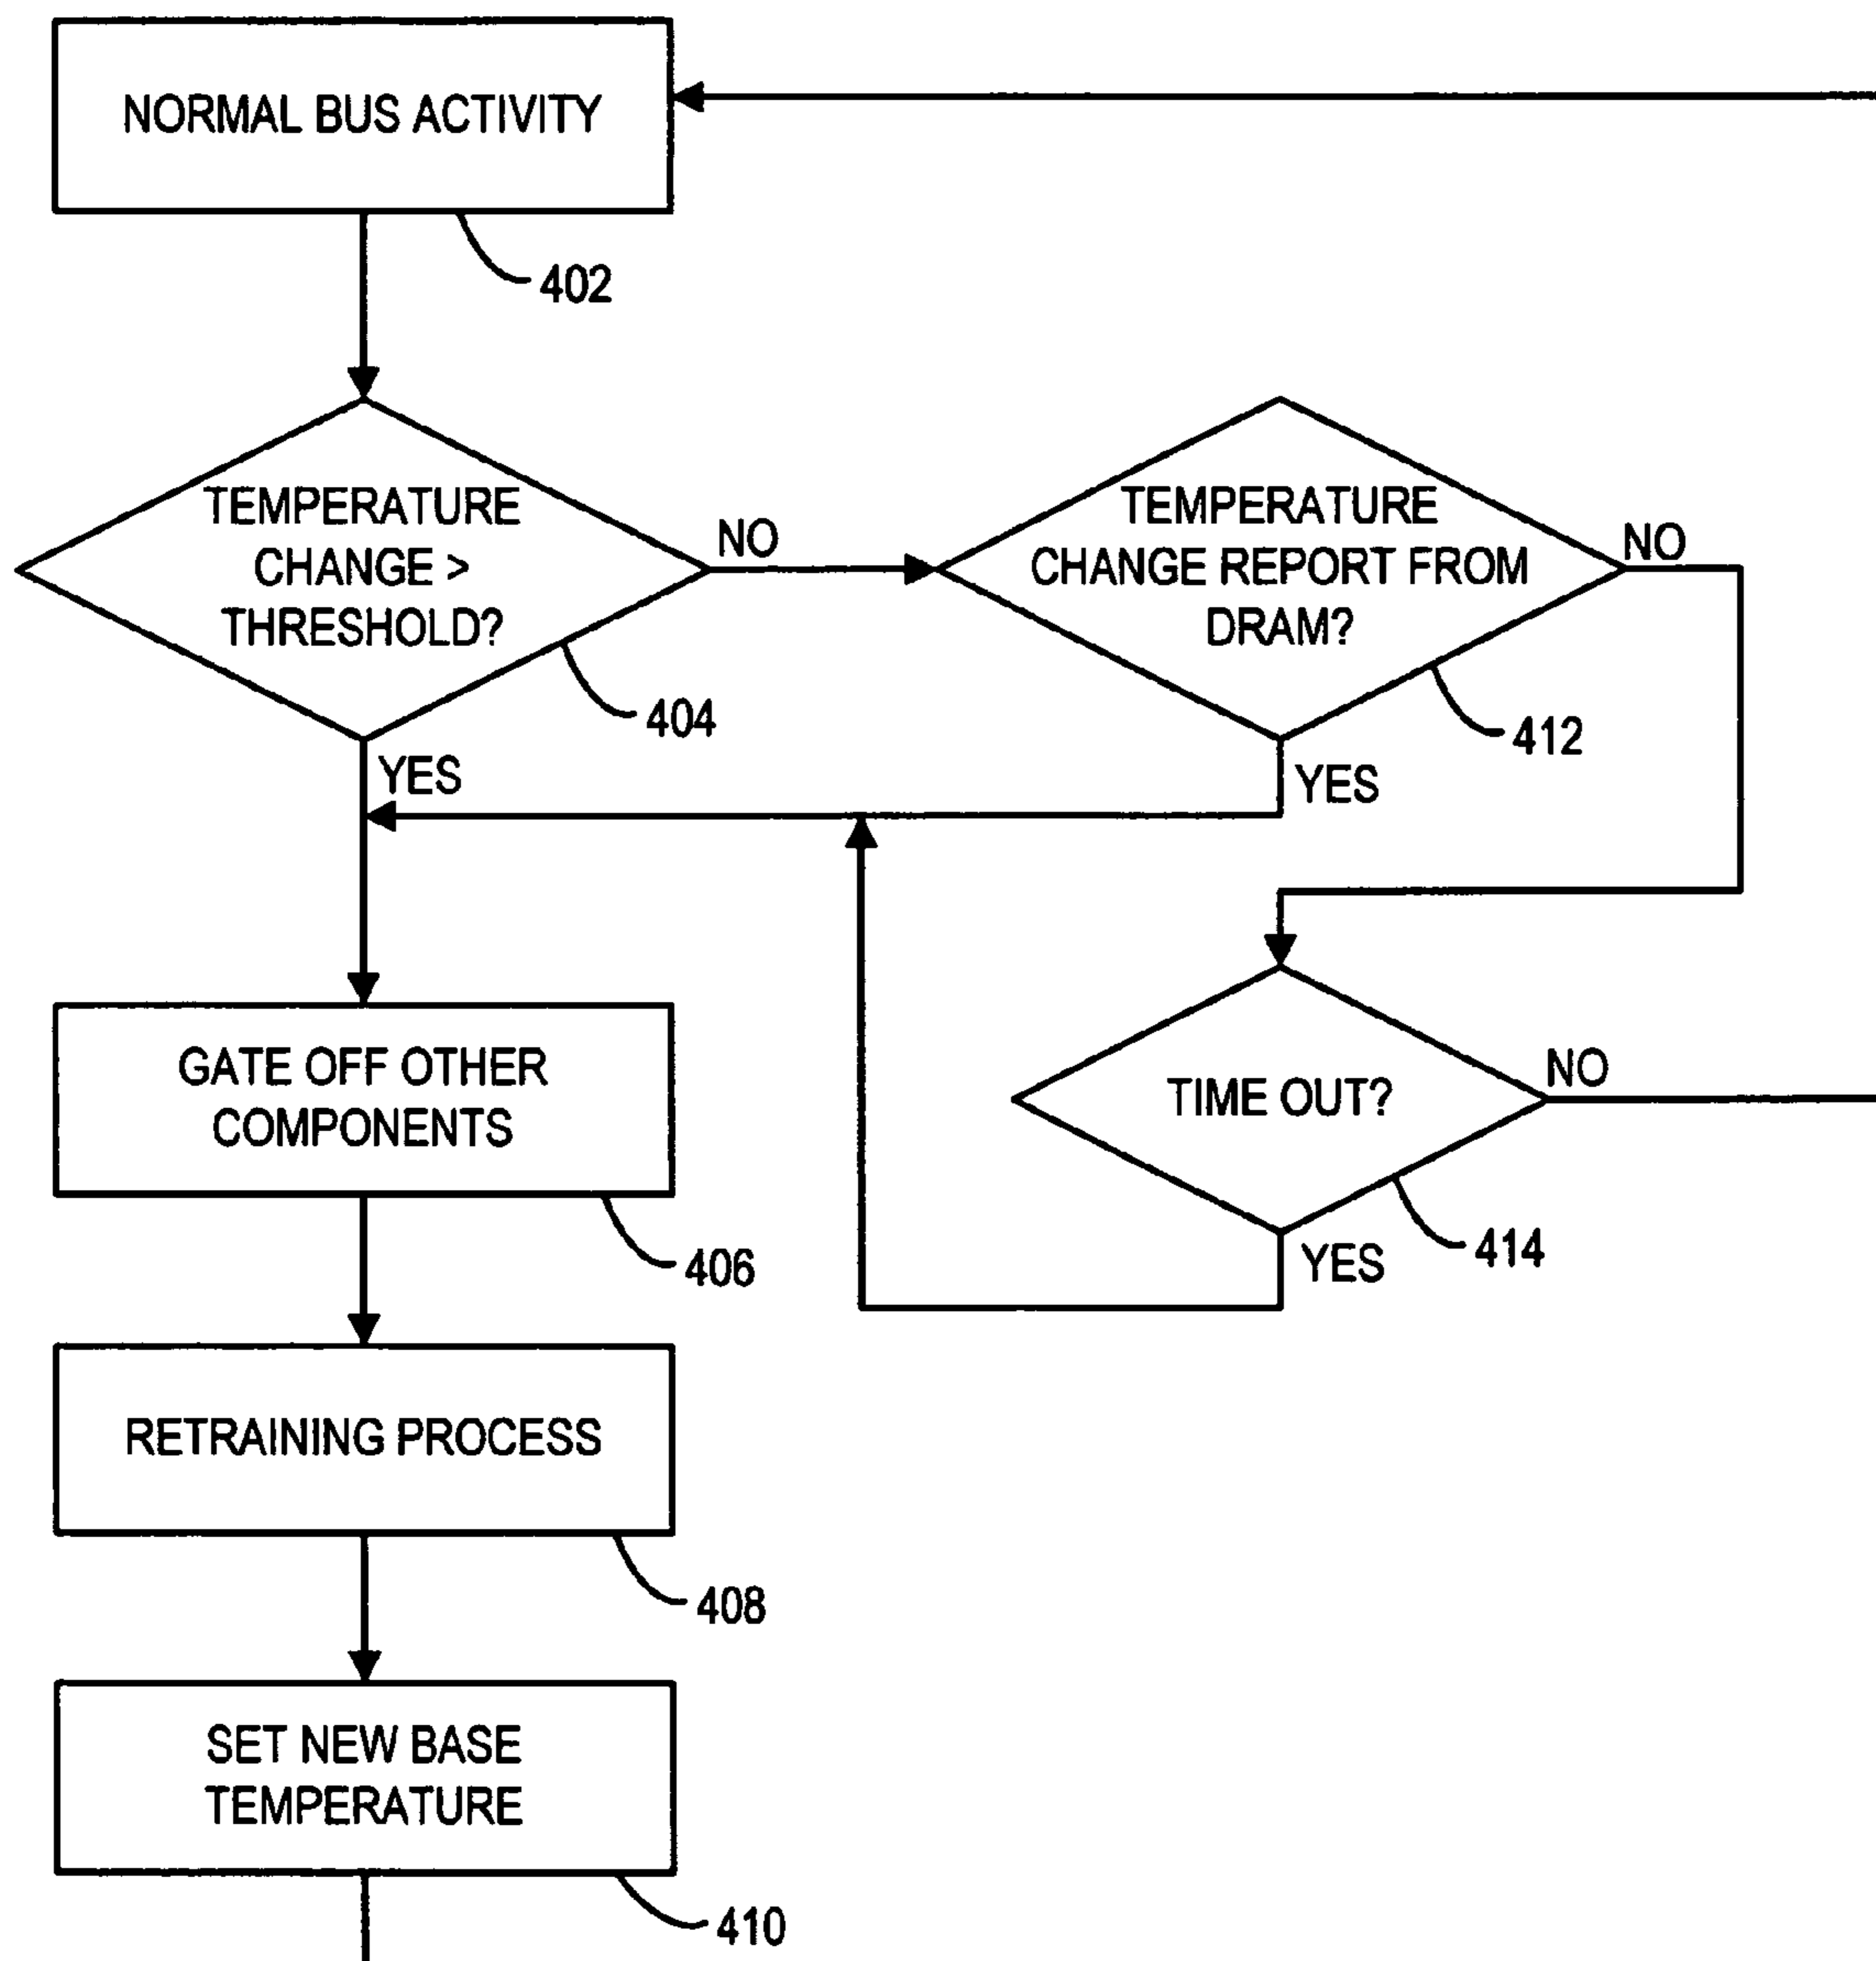 NORMAL BUS ACTIVITY
402
TEMPERATURE
CHANGE >
THRESHOLD?
NO
404
YES
TEMPERATURE
CHANGE REPORT FROM
DRAM?
NO
412
YES
GATE OFF OTHER
COMPONENTS
406
TIME OUT?
NO
414
YES
RETRAINING PROCESS
408
SET NEW BASE
TEMPERATURE
410